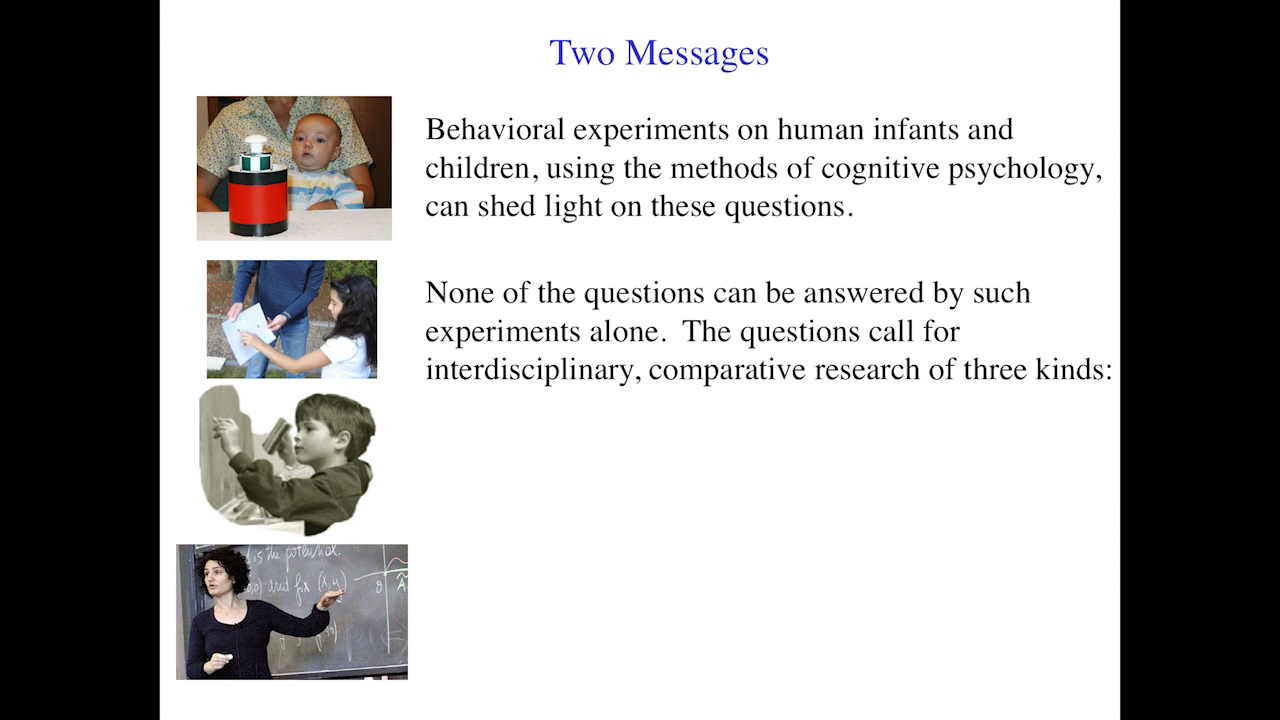 Two Messages
Behavioral experiments on human infants and
children, using the methods of cognitive psychology,
can shed light on these questions.
None of the questions can be answered by such
experiments alone.  The questions call for
interdisciplinary, comparative research of three kinds:
is the potential
and fix (x,y)